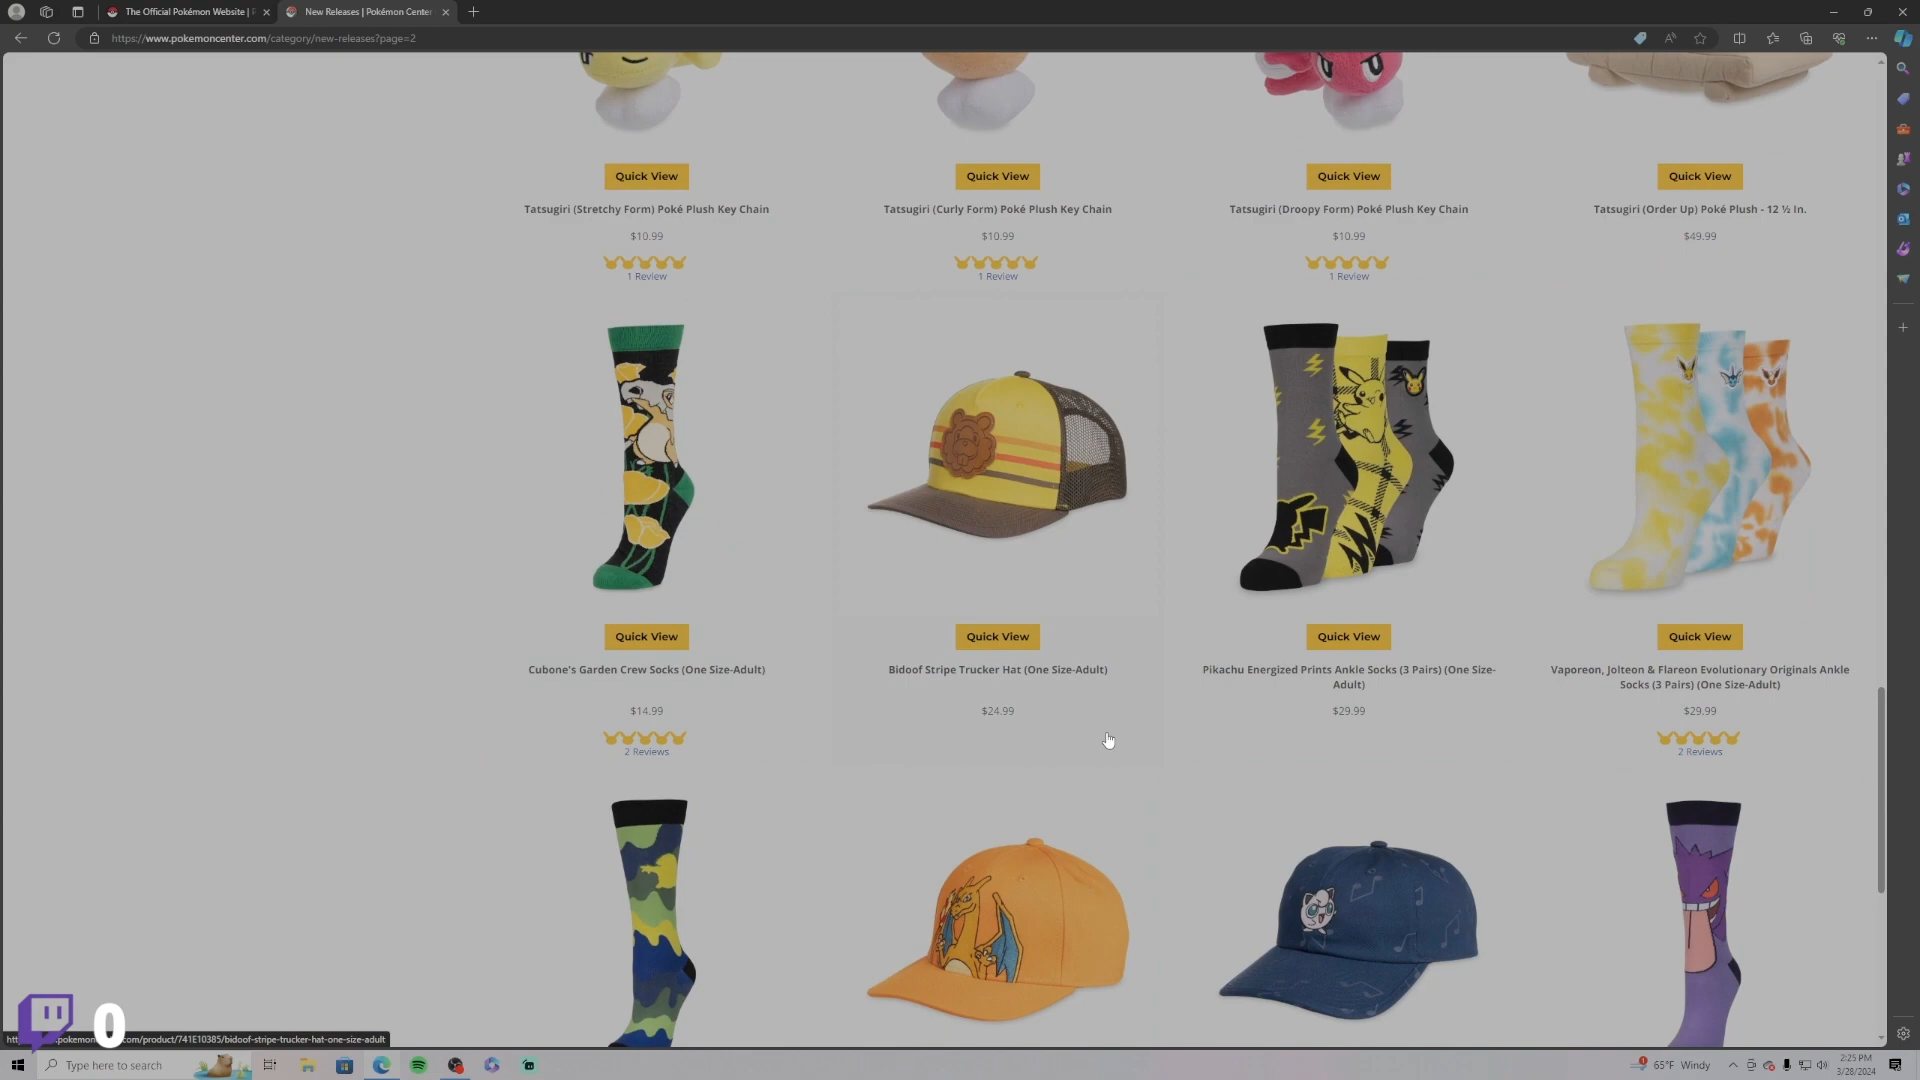 The Official Pokémon Website |
New Releases | Pokémon Center
https://www.pokemoncenter.com/category/new-releases?page=2
Quick View
Quick View
Quick View
Quick View
Tatsugiri (Stretchy Form) Poké Plush Key Chain
Tatsugiri (Curly Form) Poké Plush Key Chain
Tatsugiri (Droopy Form) Poké Plush Key Chain
Tatsugiri (Order Up) Poké Plush - 12 ½ In.
$10.99
$10.99
$10.99
$49.99
1 Review
1 Review
1 Review
Quick View
Quick View
Quick View
Quick View
Cubone's Garden Crew Socks (One Size-Adult)
Bidoof Stripe Trucker Hat (One Size-Adult)
Pikachu Energized Prints Ankle Socks (3 Pairs) (One Size-
Adult)
Vaporeon, Jolteon & Flareon Evolutionary Originals Ankle
Socks (3 Pairs) (One Size-Adult)
$14.99
$24.99
$29.99
$29.99
2 Reviews
2 Reviews
0
.com/product/741E10385/bidoof-stripe-trucker-hat-one-size-adult
Type here to search
65°F Windy
2:25 PM
3/28/2024